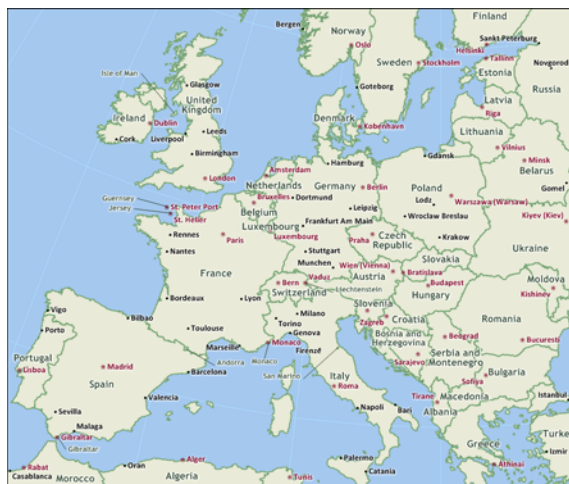 Bergen
Norway
Finland
Oslo
Sankt Peterburg
Helsinki
Sweden
Tallinn
Stockholm
Estonia
Novgorod
Isle of Man
Glasgow
Goteborg
Russia
United
Kingdom
Latvia
Riga
Ireland
Dublin
Denmark
Kobenhavn
Lithuania
Cork
Liverpool
Leeds
Vilnius
Minsk
Birmingham
Hamburg
Gdansk
Belarus
London
Amsterdam
Netherlands
Germany
Berlin
Poland
Gomel
Guernsey
Jersey
St. Peter Port
St. Helier
Bruxelles
Dortmund
Belgium
Leipzig
Lodz
Warszawa (Warsaw)
Wroclaw Breslau
Kiyev (Kiev)
Luxembourg
Frankfurt Am Main
Rennes
Paris
Luxembourg
Praha
Czech
Republic
Krakow
Ukraine
Nantes
Stuttgart
Munchen
Wien (Vienna)
Slovakia
Bratislava
France
Bern
Vaduz
Austria
Budapest
Moldova
Switzerland
Liechtenstein
Hungary
Kishinev
Bordeaux
Lyon
Slovenia
Vigo
Bilbao
Milano
Torino
Zagreb
Croatia
Romania
Porto
Toulouse
Genova
Bosnia and
Herzegovina
Beograd
Bucuresti
Marseille
Monaco
Firenzé
Andorra
Monaco
Sarajevo
Serbia and
Montenegro
Portugal
Madrid
Barcelona
San Marino
Italy
Bulgaria
Lisboa
Spain
Roma
Sofiya
Valencia
Tirane
Macedonia
Istanbul
Sevilla
Napoli
Bari
Albania
Malaga
Gibraltar
Gibraltar
Greece
Turke
Palermo
Izmir
Rabat
Oran
Alger
Catania
Athinai
Casablanca
Morocco
Algeria
Tunis